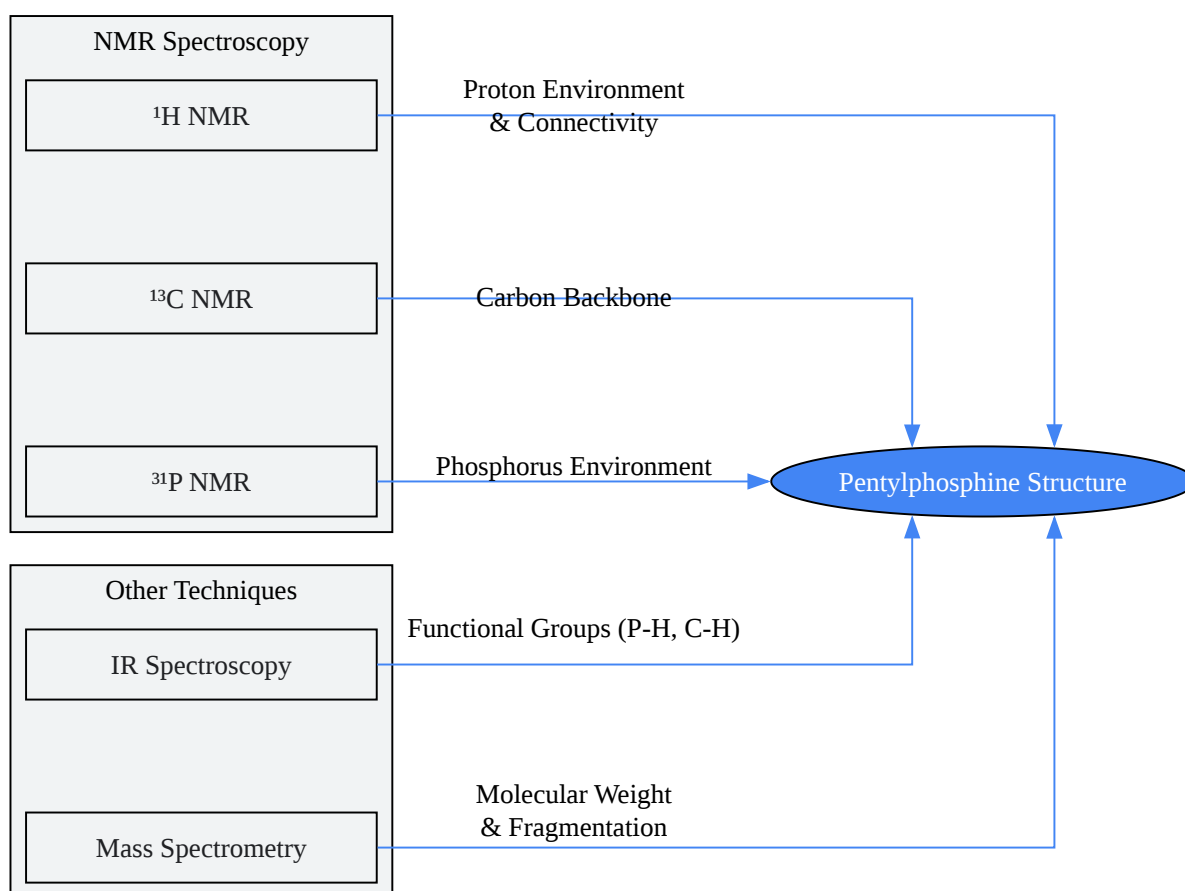 NMR Spectroscopy
¹H NMR
Proton Environment
& Connectivity
¹³C NMR
Carbon Backbone
³¹P NMR
Phosphorus Environment
Pentylphosphine Structure
Other Techniques
IR Spectroscopy
Functional Groups (P-H, C-H)
Mass Spectrometry
Molecular Weight
& Fragmentation